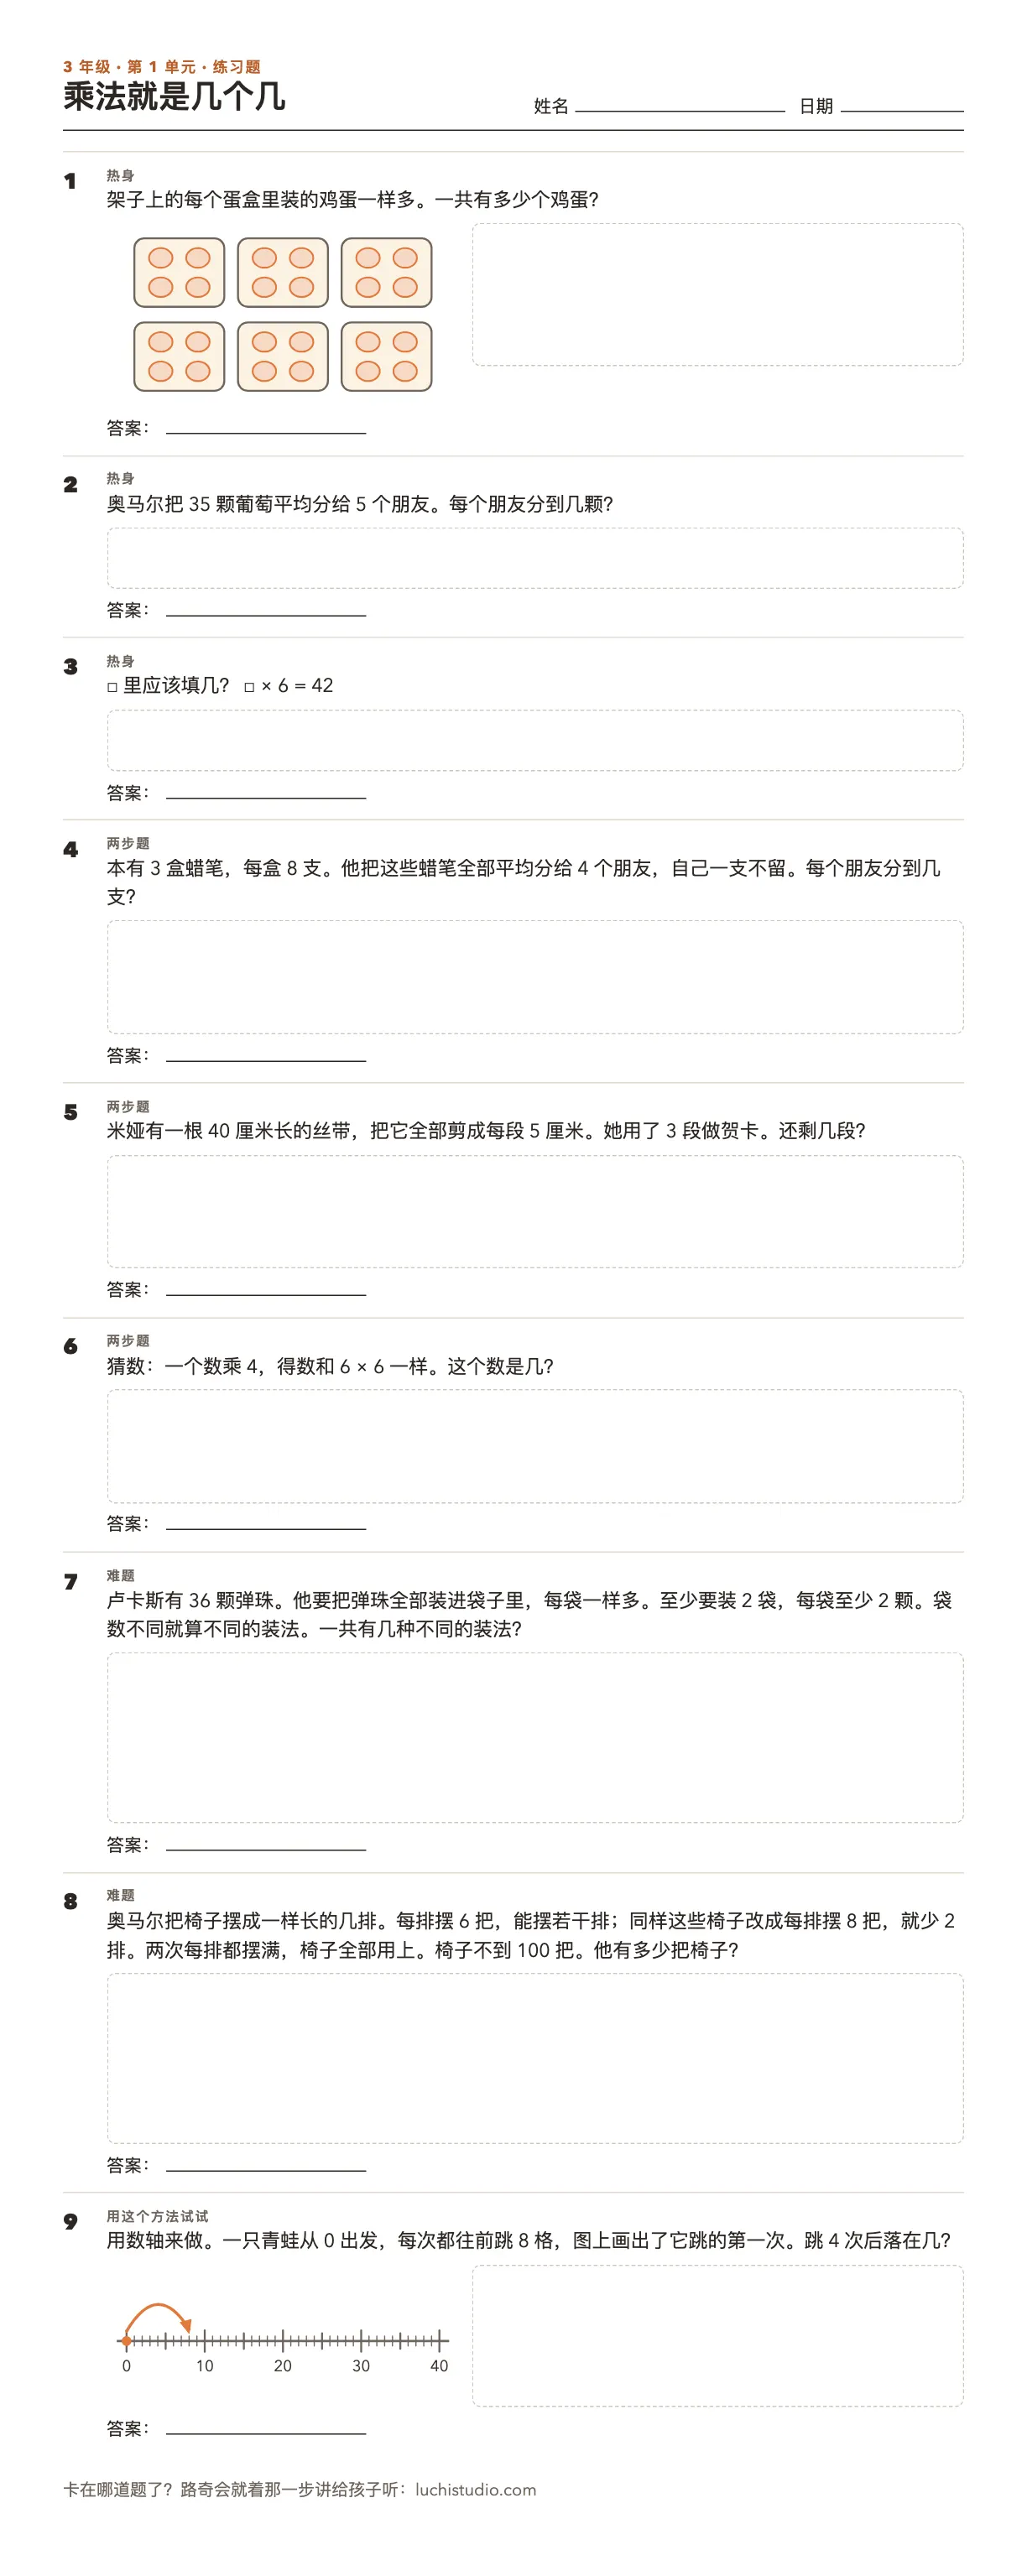 3 年级 · 第 1 单元 · 练习题
乘法就是几个几
姓名 日期
1
热身
架子上的每个蛋盒里装的鸡蛋一样多。一共有多少个鸡蛋？
答案：
2
热身
奥马尔把 35 颗葡萄平均分给 5 个朋友。每个朋友分到几颗？
答案：
3
热身
□ 里应该填几？ □ × 6 = 42
答案：
4
两步题
本有 3 盒蜡笔，每盒 8 支。他把这些蜡笔全部平均分给 4 个朋友，自己一支不留。每个朋友分到几
支？
答案：
5
两步题
米娅有一根 40 厘米长的丝带，把它全部剪成每段 5 厘米。她用了 3 段做贺卡。还剩几段？
答案：
6
两步题
猜数：一个数乘 4，得数和 6 × 6 一样。这个数是几？
答案：
7
难题
卢卡斯有 36 颗弹珠。他要把弹珠全部装进袋子里，每袋一样多。至少要装 2 袋，每袋至少 2 颗。袋
数不同就算不同的装法。一共有几种不同的装法？
答案：
8
难题
奥马尔把椅子摆成一样长的几排。每排摆 6 把，能摆若干排；同样这些椅子改成每排摆 8 把，就少 2
排。两次每排都摆满，椅子全部用上。椅子不到 100 把。他有多少把椅子？
答案：
9
用这个方法试试
用数轴来做。一只青蛙从 0 出发，每次都往前跳 8 格，图上画出了它跳的第一次。跳 4 次后落在几？
0 10 20 30 40
答案：
卡在哪道题了？路奇会就着那一步讲给孩子听：luchistudio.com